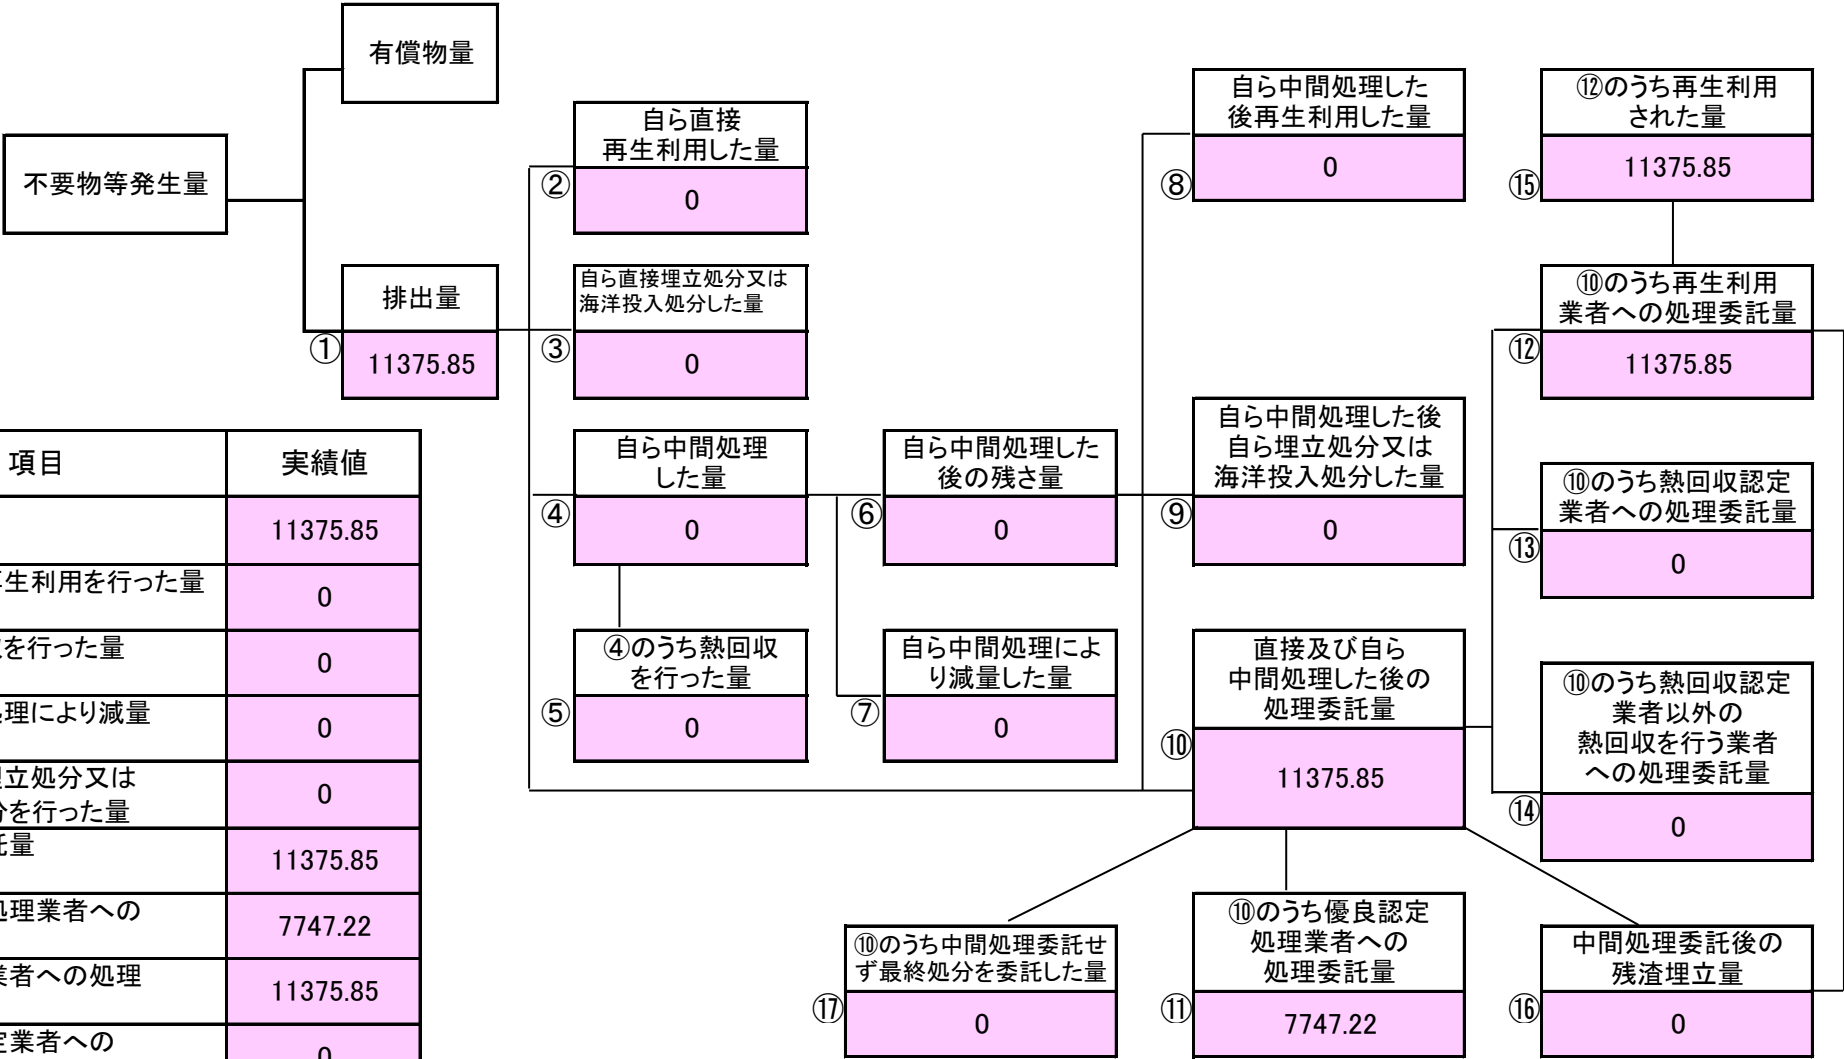 有償物量
不要物等発生量
排出量
①
11375.85
自ら直接
再生利用した量
②
0
自ら直接埋立処分又は
海洋投入処分した量
③
0
自ら中間処理
した量
④
0
④のうち熱回収
を行った量
⑤
0
自ら中間処理した
後の残さ量
⑥
0
自ら中間処理によ
り減量した量
⑦
0
自ら中間処理した
後再生利用した量
⑧
0
自ら中間処理した後
自ら埋立処分又は
海洋投入処分した量
⑨
0
直接及び自ら
中間処理した後の
処理委託量
⑩
11375.85
⑫のうち再生利用
された量
⑮
11375.85
⑩のうち再生利用
業者への処理委託量
⑫
11375.85
⑩のうち熱回収認定
業者への処理委託量
⑬
0
⑩のうち熱回収認定
業者以外の
熱回収を行う業者
への処理委託量
⑭
0
⑩のうち中間処理委託せ
ず最終処分を委託した量
⑰
0
⑩のうち優良認定
処理業者への
処理委託量
⑪
7747.22
中間処理委託後の
残渣埋立量
⑯
0
項目
実績値
11375.85
生利用を行った量
0
を行った量
0
理により減量
0
立処分又は
を行った量
0
量
11375.85
処理業者への
7747.22
業者への処理
11375.85
業者への
0